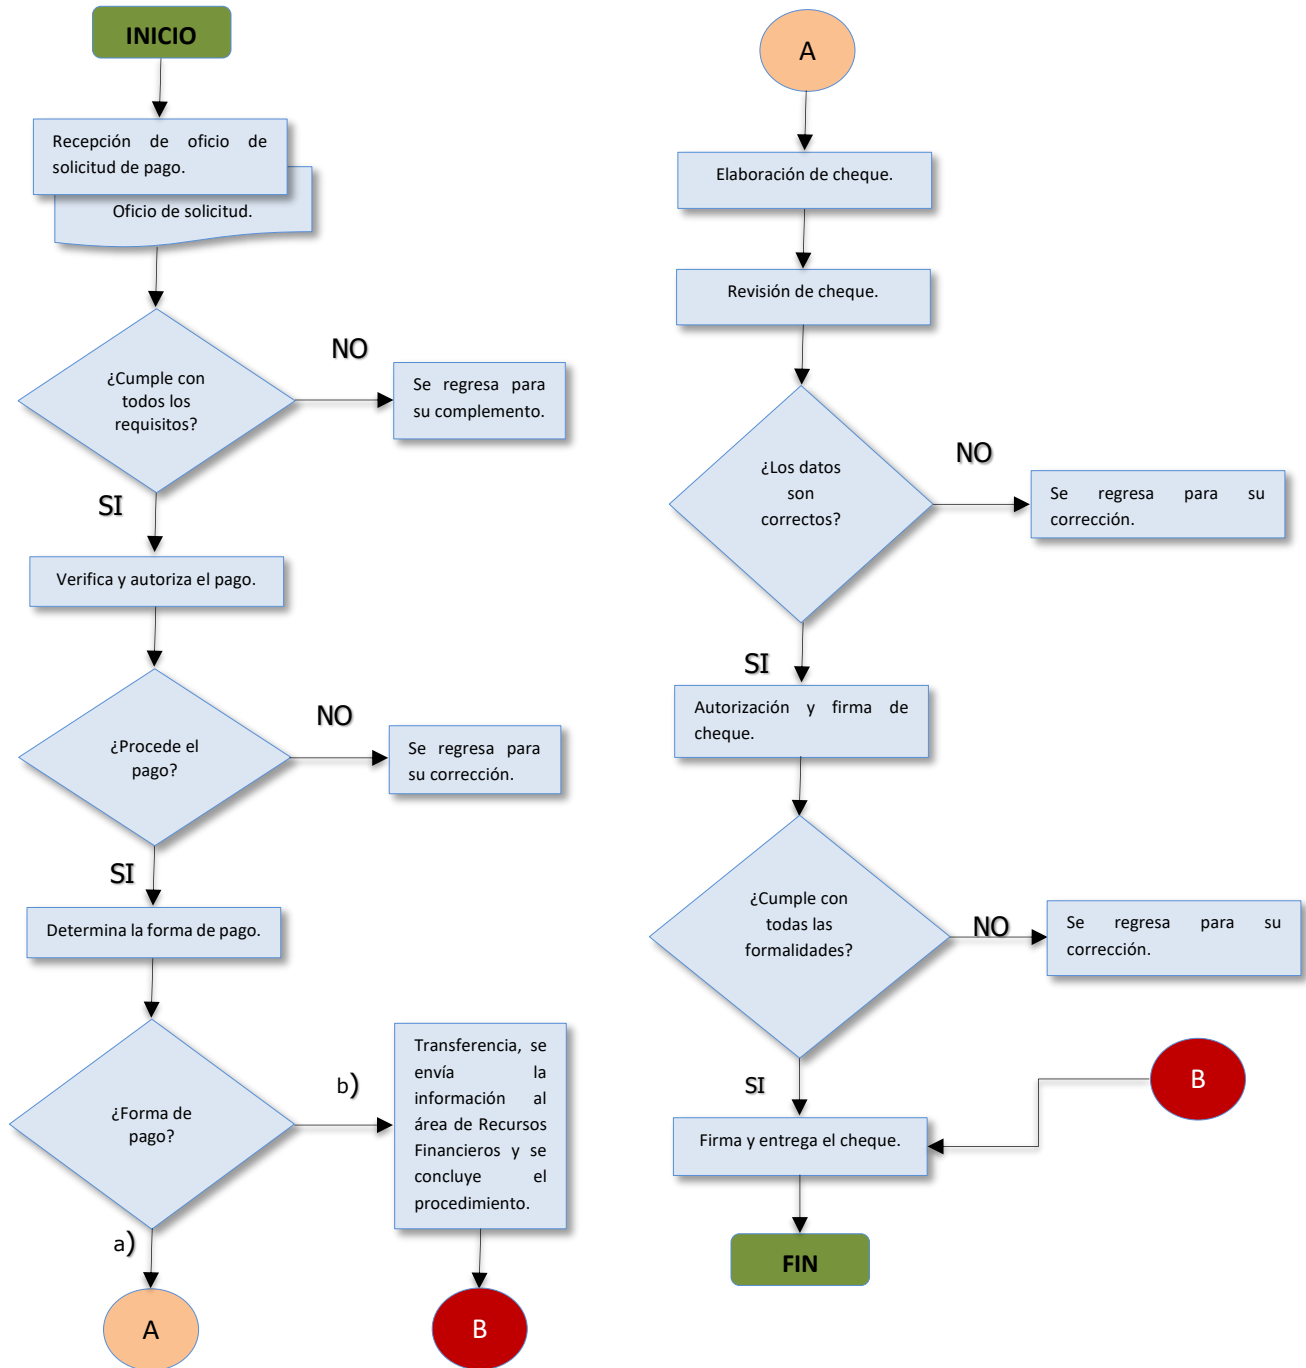 INICIO
Recepción de oficio de
solicitud de pago.
Oficio de solicitud.
¿Cumple con
todos los
requisitos?
NO
Se regresa para
su complemento.
SI
Verifica y autoriza el pago.
¿Procede el
pago?
NO
Se regresa para
su corrección.
SI
Determina la forma de pago.
¿Forma de
pago?
b)
Transferencia, se
envía la
información al
área de Recursos
Financieros y se
concluye el
procedimiento.
a)
A
B
A
Elaboración de cheque.
Revisión de cheque.
¿Los datos
son
correctos?
NO
Se regresa para su
corrección.
SI
Autorización y firma de
cheque.
¿Cumple con
todas las
formalidades?
NO
Se regresa para su
corrección.
SI
B
Firma y entrega el cheque.
FIN